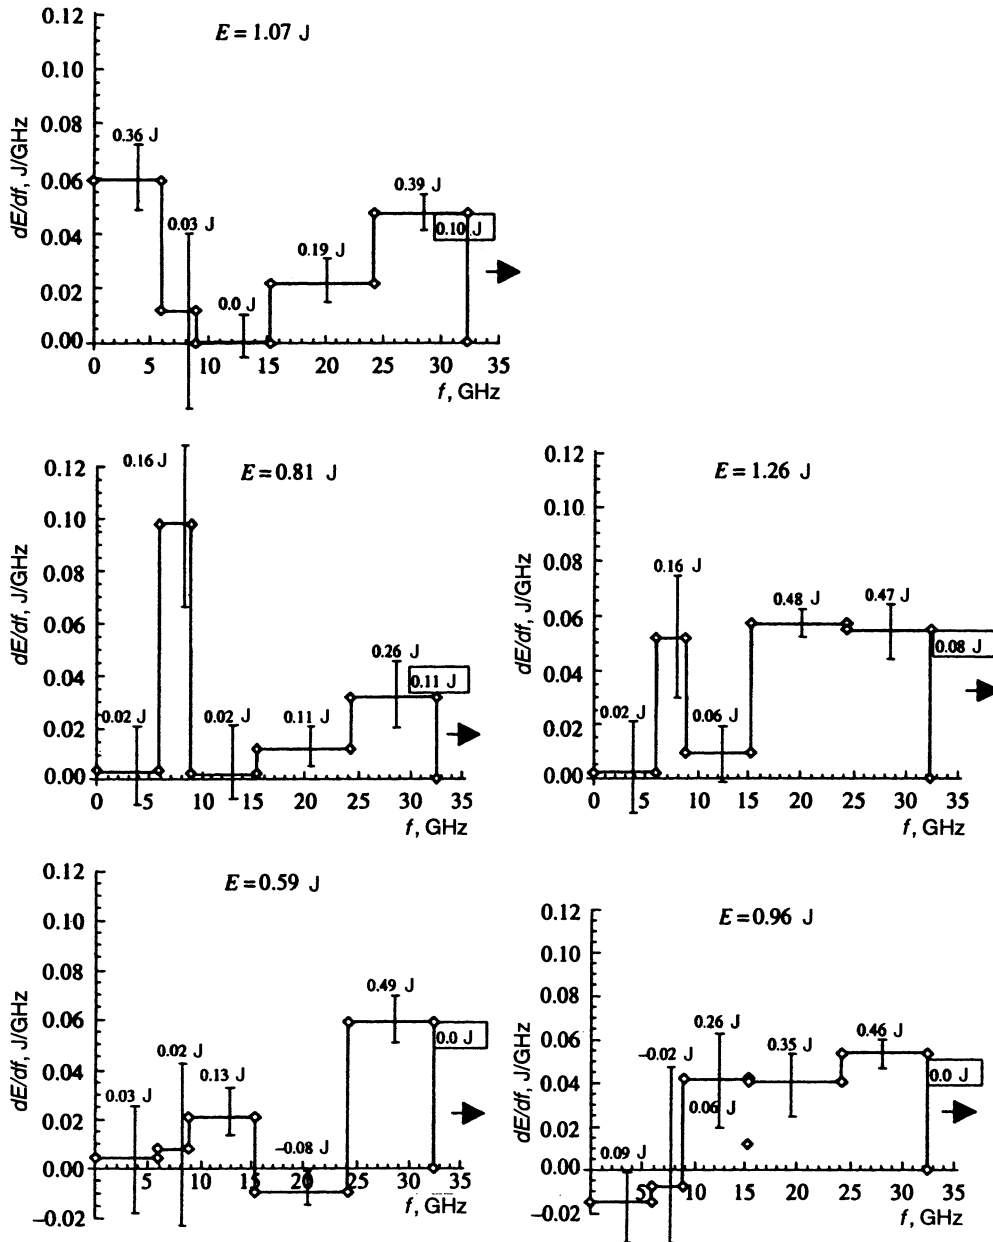 0.12
E = 1.07 J
0.10
0.08
0.36 J
0.06
0.39 J
0.03 J
0.10 J
0.04
0.19 J
0.02
0.0 J
0.00
0 5 10 15 20 25 30 35
f, GHz
dE/df, J/GHz
0.12
0.16 J
E = 0.81 J
0.10
0.08
0.06
0.26 J
0.04
0.11 J
0.02
0.02 J
0.02 J
0.11 J
0.00
0 5 10 15 20 25 30 35
f, GHz
dE/df, J/GHz
0.12
E = 1.26 J
0.10
0.08
0.16 J
0.48 J
0.47 J
0.06
0.08 J
0.04
0.02 J
0.06 J
0.02
0.00
0 5 10 15 20 25 30 35
f, GHz
dE/df, J/GHz
0.12
E = 0.59 J
0.10
0.08
0.49 J
0.06
0.0 J
0.02 J
0.04
0.03 J
0.13 J
0.02
−0.08 J
0.00
5 10 15 20 25 30 35
−0.02
f, GHz
dE/df, J/GHz
0.12
E = 0.96 J
0.10
0.08
0.26 J
0.46 J
0.06
−0.02 J
0.35 J
0.04
0.0 J
0.06 J
0.02
0.09 J
0.00
5 10 15 20 25 30 35
−0.02
f, GHz
dE/df, J/GHz